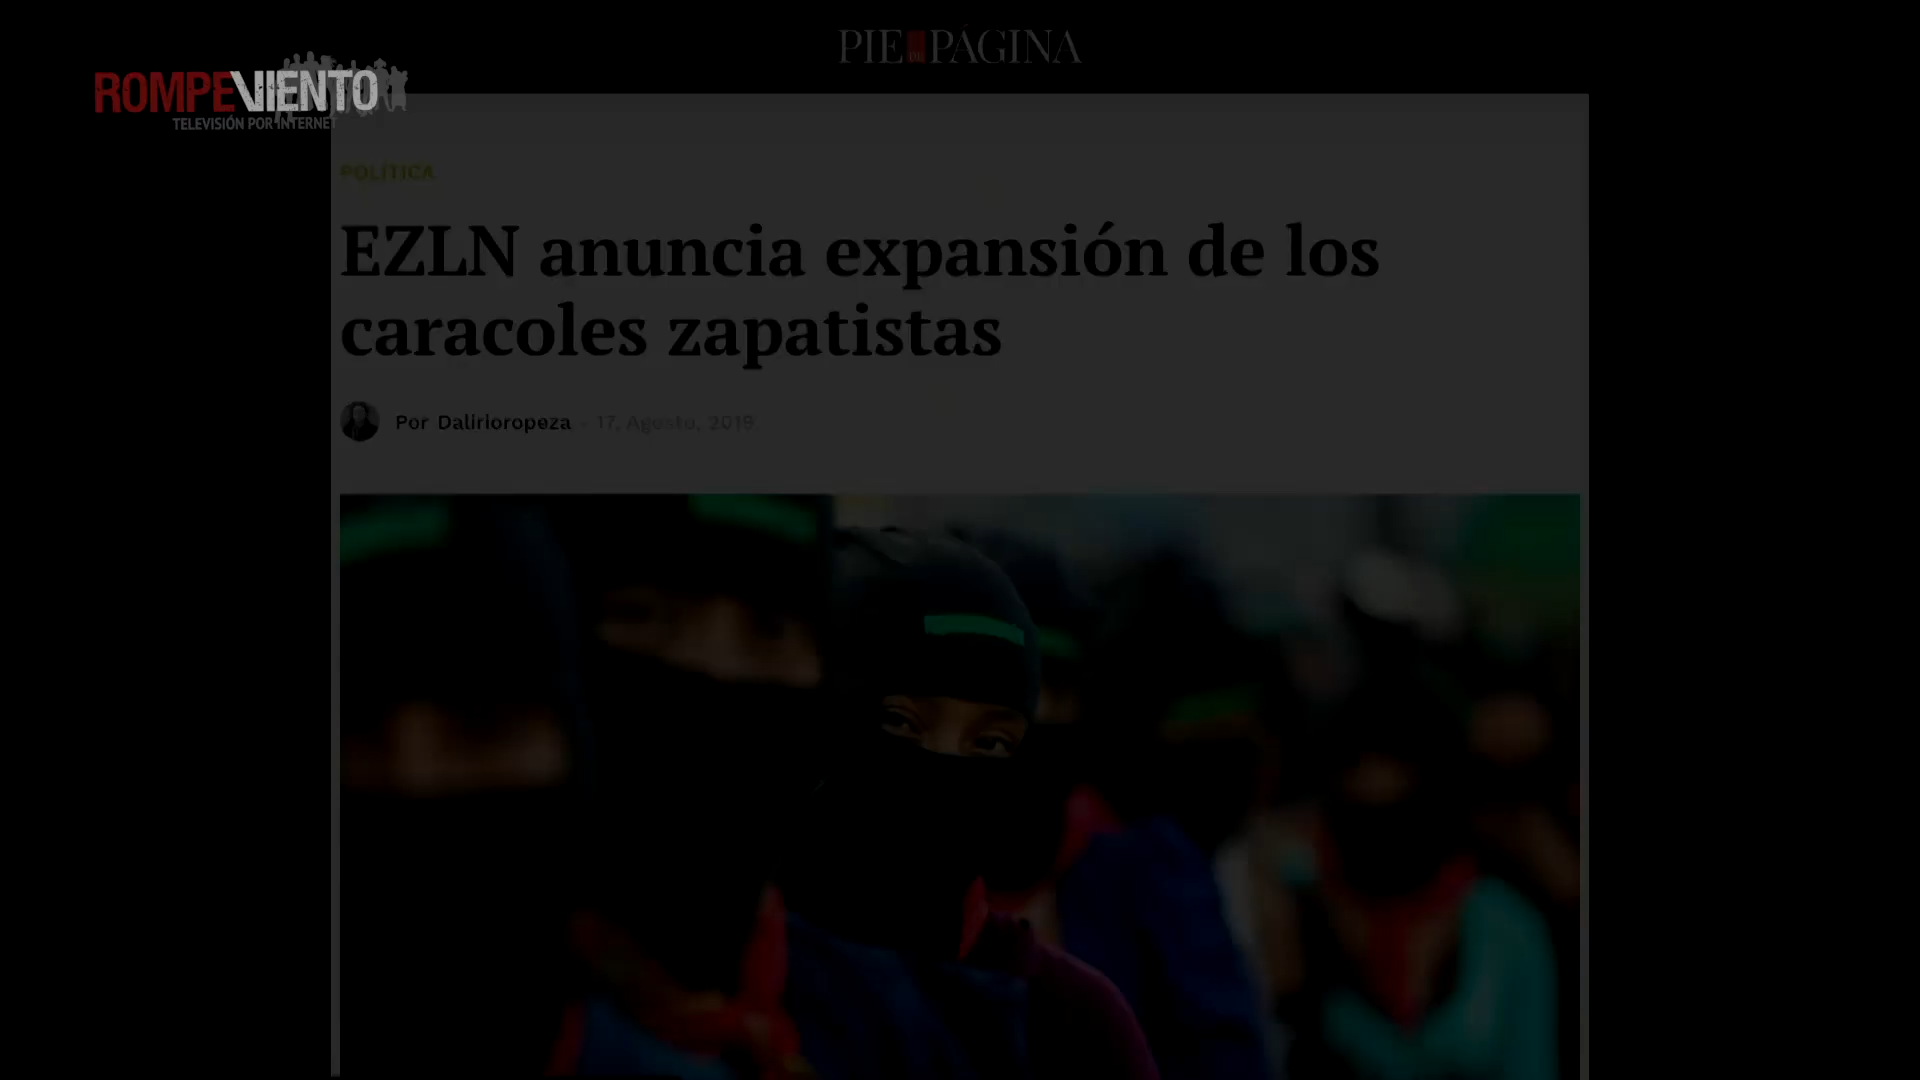 PIE DE PÁGINA
ROMPEVIENTO
TELEVISIÓN POR INTERNET
POLÍTICA
EZLN anuncia expansión de los
caracoles zapatistas
Por Dalirioropeza - 17, Agosto, 2019